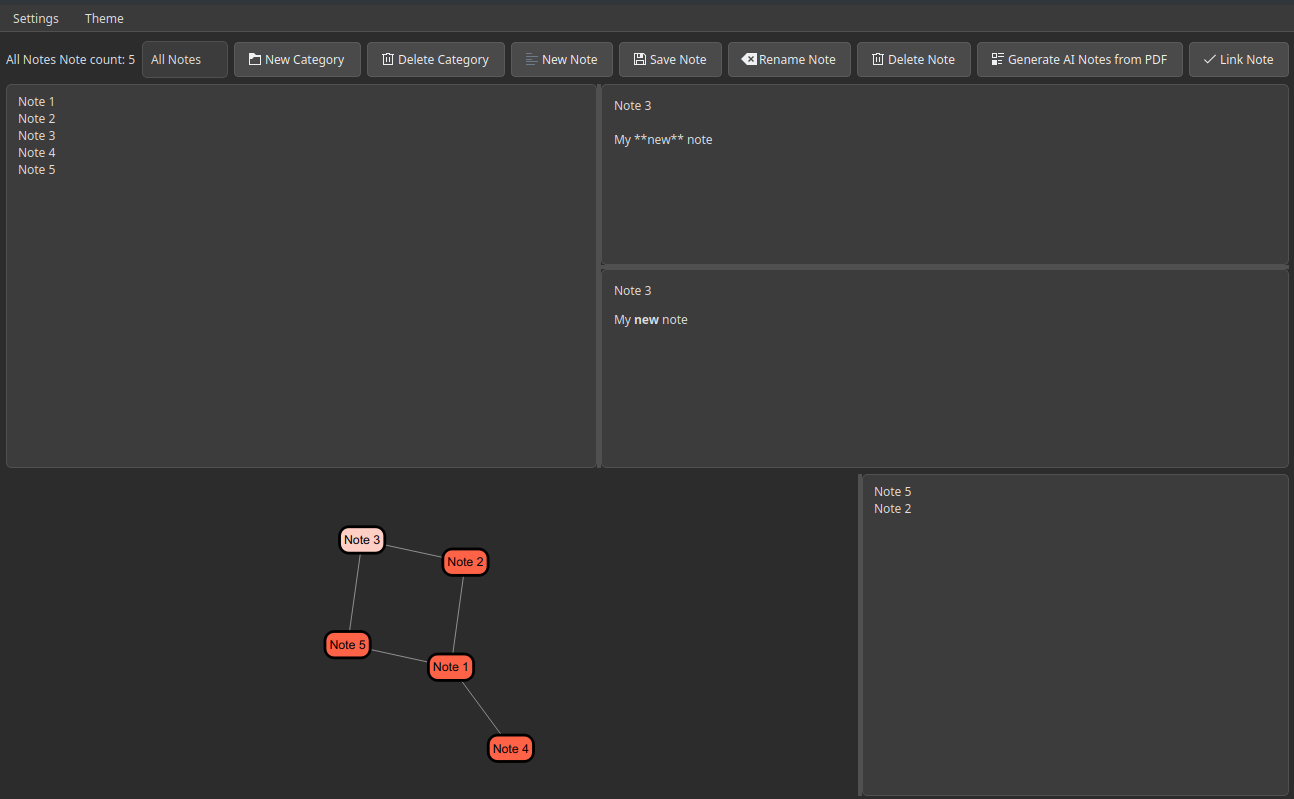 Settings Theme
All Notes Note count: 5 All Notes New Category Delete Category New Note Save Note Rename Note Delete Note Generate AI Notes from PDF Link Note
Note 1
Note 2
Note 3
Note 4
Note 5
Note 3
My **new** note
Note 3
My new note
Note 3
Note 2
Note 5
Note 1
Note 4
Note 5
Note 2